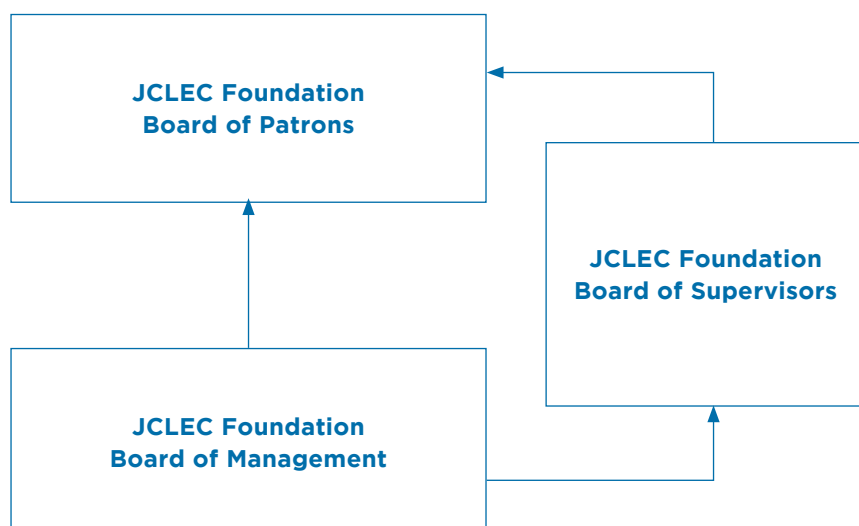 JCLEC Foundation
Board of Patrons
JCLEC Foundation
Board of Supervisors
JCLEC Foundation
Board of Management